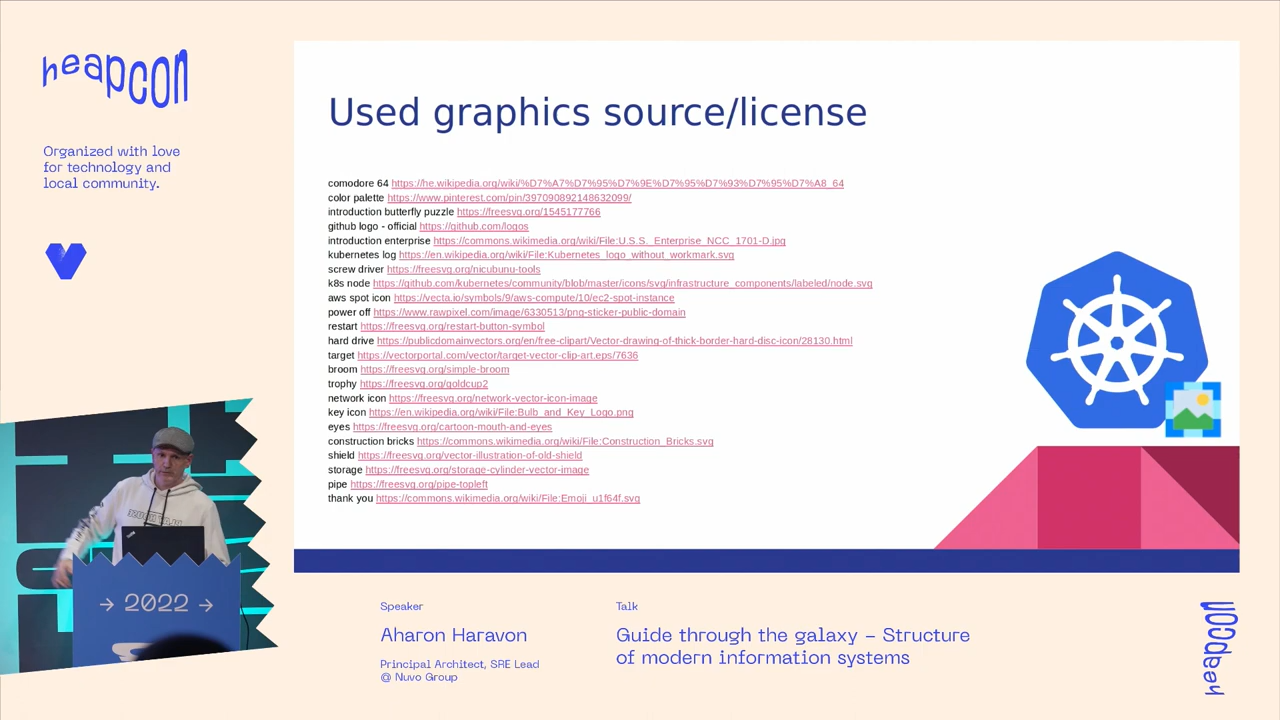 heapcon
Organized with love
for technology and
local community.
Used graphics source/license
comodore 64 https://he.wikipedia.org/wiki/%D7%A7%D7%95%D7%9E%D7%95%D7%93%D7%95%D7%A8_64
color palette https://www.pinterest.com/pin/397090892148632099/
introduction butterfly puzzle https://freesvg.org/1545177766
github logo - official https://github.com/logos
introduction enterprise https://commons.wikimedia.org/wiki/File:U.S.S._Enterprise_NCC_1701-D.jpg
kubernetes log https://en.wikipedia.org/wiki/File:Kubernetes_logo_without_workmark.svg
screw driver https://freesvg.org/nicubunu-tools
k8s node https://github.com/kubernetes/community/blob/master/icons/svg/infrastructure_components/labeled/node.svg
aws spot icon https://vecta.io/symbols/9/aws-compute/10/ec2-spot-instance
power off https://www.rawpixel.com/image/6330513/png-sticker-public-domain
restart https://freesvg.org/restart-button-symbol
hard drive https://publicdomainvectors.org/en/free-clipart/Vector-drawing-of-thick-border-hard-disc-icon/28130.html
target https://vectorportal.com/vector/target-vector-clip-art.eps/7636
broom https://freesvg.org/simple-broom
trophy https://freesvg.org/goldcup2
network icon https://freesvg.org/network-vector-icon-image
key icon https://en.wikipedia.org/wiki/File:Bulb_and_Key_Logo.png
eyes https://freesvg.org/cartoon-mouth-and-eyes
construction bricks https://commons.wikimedia.org/wiki/File:Construction_Bricks.svg
shield https://freesvg.org/vector-illustration-of-old-shield
storage https://freesvg.org/storage-cylinder-vector-image
pipe https://freesvg.org/pipe-topleft
thank you https://commons.wikimedia.org/wiki/File:Emoji_u1f64f.svg
→ 2022 →
Speaker
Aharon Haravon
Principal Architect, SRE Lead
@ Nuvo Group
Talk
Guide through the galaxy – Structure
of modern information systems
heapcon